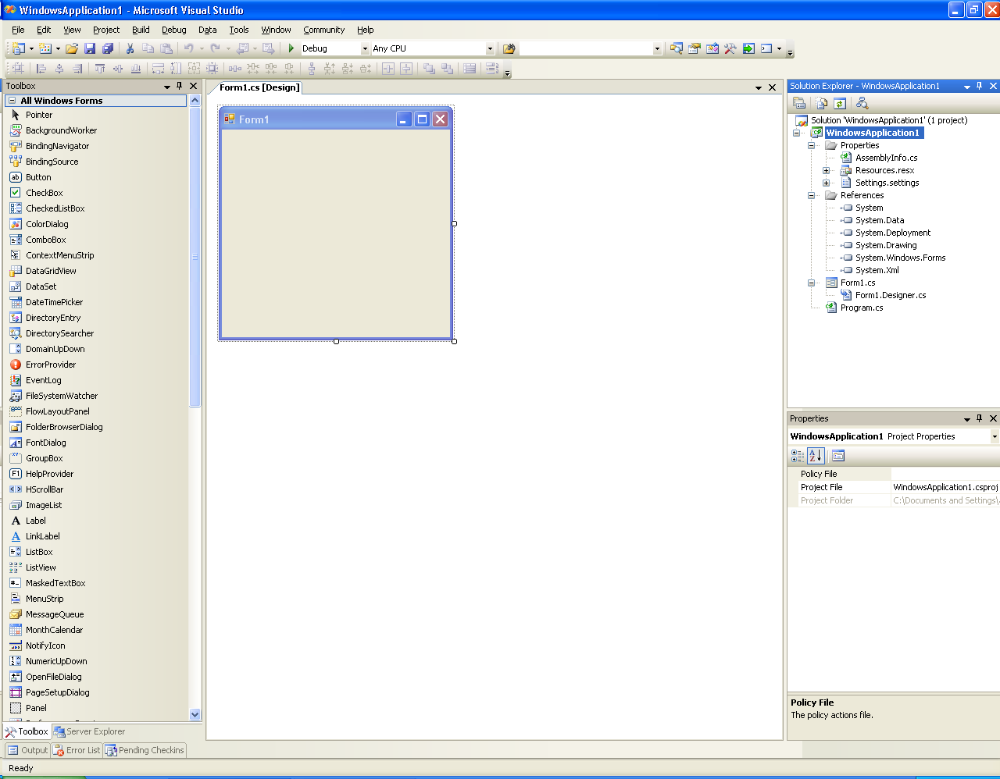 WindowsApplication1 - Microsoft Visual Studio
File Edit View Project Build Debug Data Tools Window Community Help
Debug Any CPU
Toolbox
All Windows Forms
Pointer
BackgroundWorker
BindingNavigator
BindingSource
ab Button
CheckBox
CheckedListBox
ColorDialog
ComboBox
ContextMenuStrip
DataGridView
DataSet
DateTimePicker
DirectoryEntry
DirectorySearcher
DomainUpDown
ErrorProvider
EventLog
FileSystemWatcher
FlowLayoutPanel
FolderBrowserDialog
FontDialog
GroupBox
F1 HelpProvider
HScrollBar
ImageList
A Label
A LinkLabel
ListBox
ListView
MaskedTextBox
MenuStrip
MessageQueue
MonthCalendar
NotifyIcon
NumericUpDown
OpenFileDialog
PageSetupDialog
Panel
Toolbox Server Explorer
Output Error List Pending Checkins
Ready
Form1.cs [Design]
Form1
Solution Explorer - WindowsApplication1
Solution 'WindowsApplication1' (1 project)
WindowsApplication1
Properties
AssemblyInfo.cs
Resources.resx
Settings.settings
References
System
System.Data
System.Deployment
System.Drawing
System.Windows.Forms
System.Xml
Form1.cs
Form1.Designer.cs
Program.cs
Properties
WindowsApplication1 Project Properties
Policy File
Project File WindowsApplication1.csproj
Project Folder C:\Documents and Settings\
Policy File
The policy actions file.